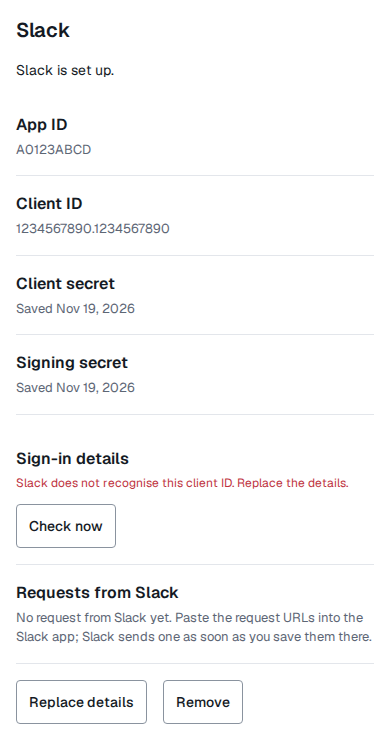 Slack
Slack is set up.
App ID
A0123ABCD
Client ID
1234567890.1234567890
Client secret
Saved Nov 19, 2026
Signing secret
Saved Nov 19, 2026
Sign-in details
Slack does not recognise this client ID. Replace the details.
Check now
Requests from Slack
No request from Slack yet. Paste the request URLs into the
Slack app; Slack sends one as soon as you save them there.
Replace details
Remove